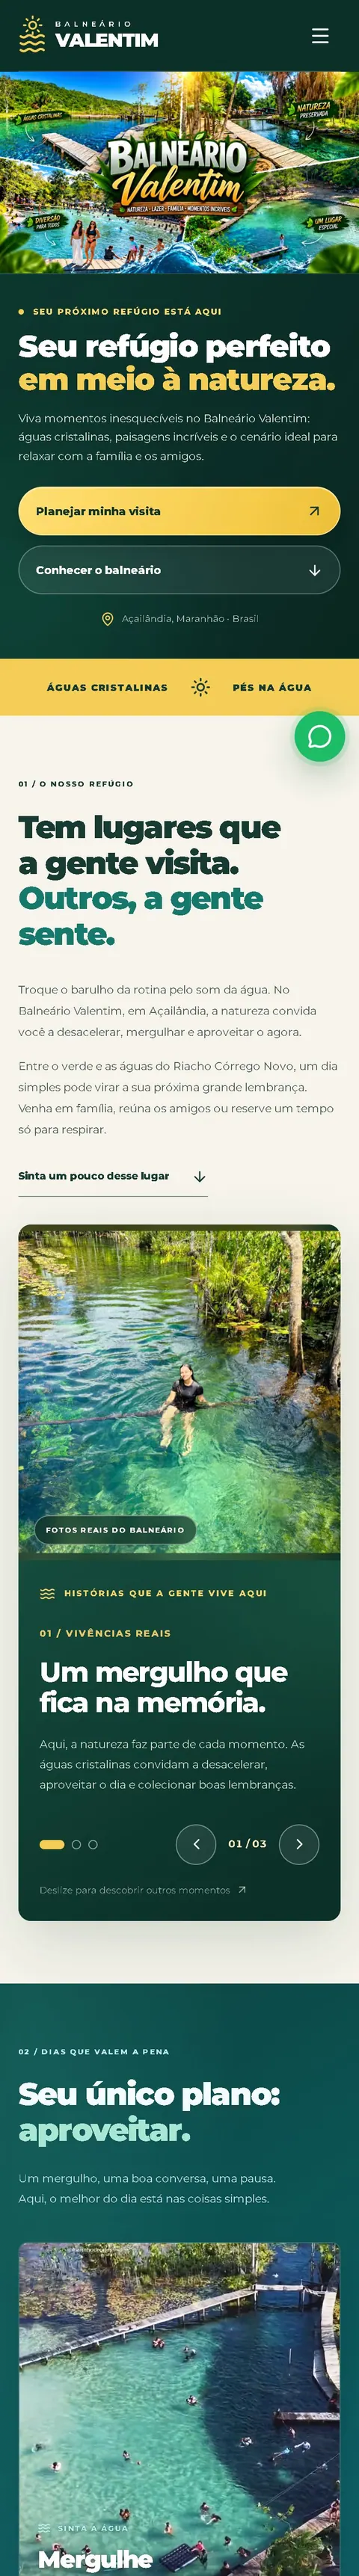 BALNEÁRIO
VALENTIM
ÁGUAS CRISTALINAS
NATUREZA
PRESERVADA
BALNEÁRIO
Valentim
NATUREZA • LAZER • FAMÍLIA • MOMENTOS INCRÍVEIS
DIVERSÃO
PARA TODOS
UM LUGAR
ESPECIAL
SEU PRÓXIMO REFÚGIO ESTÁ AQUI
Seu refúgio perfeito
em meio à natureza.
Viva momentos inesquecíveis no Balneário Valentim:
águas cristalinas, paisagens incríveis e o cenário ideal para
relaxar com a família e os amigos.
Planejar minha visita
Conhecer o balneário
Açailândia, Maranhão - Brasil
ÁGUAS CRISTALINAS
PÉS NA ÁGUA
01 / O NOSSO REFÚGIO
Tem lugares que
a gente visita.
Outros, a gente
sente.
Troque o barulho da rotina pelo som da água. No
Balneário Valentim, em Açailândia, a natureza convida
você a desacelerar, mergulhar e aproveitar o agora.
Entre o verde e as águas do Riacho Córrego Novo, um dia
simples pode virar a sua próxima grande lembrança.
Venha em família, reúna os amigos ou reserve um tempo
só para respirar.
Sinta um pouco desse lugar
FOTOS REAIS DO BALNEÁRIO
HISTÓRIAS QUE A GENTE VIVE AQUI
01 / VIVÊNCIAS REAIS
Um mergulho que
fica na memória.
Aqui, a natureza faz parte de cada momento. As
águas cristalinas convidam a desacelerar,
aproveitar o dia e colecionar boas lembranças.
01 / 03
Deslize para descobrir outros momentos
02 / DIAS QUE VALEM A PENA
Seu único plano:
aproveitar.
Um mergulho, uma boa conversa, uma pausa.
Aqui, o melhor do dia está nas coisas simples.
SINTA A ÁGUA
Mergulhe